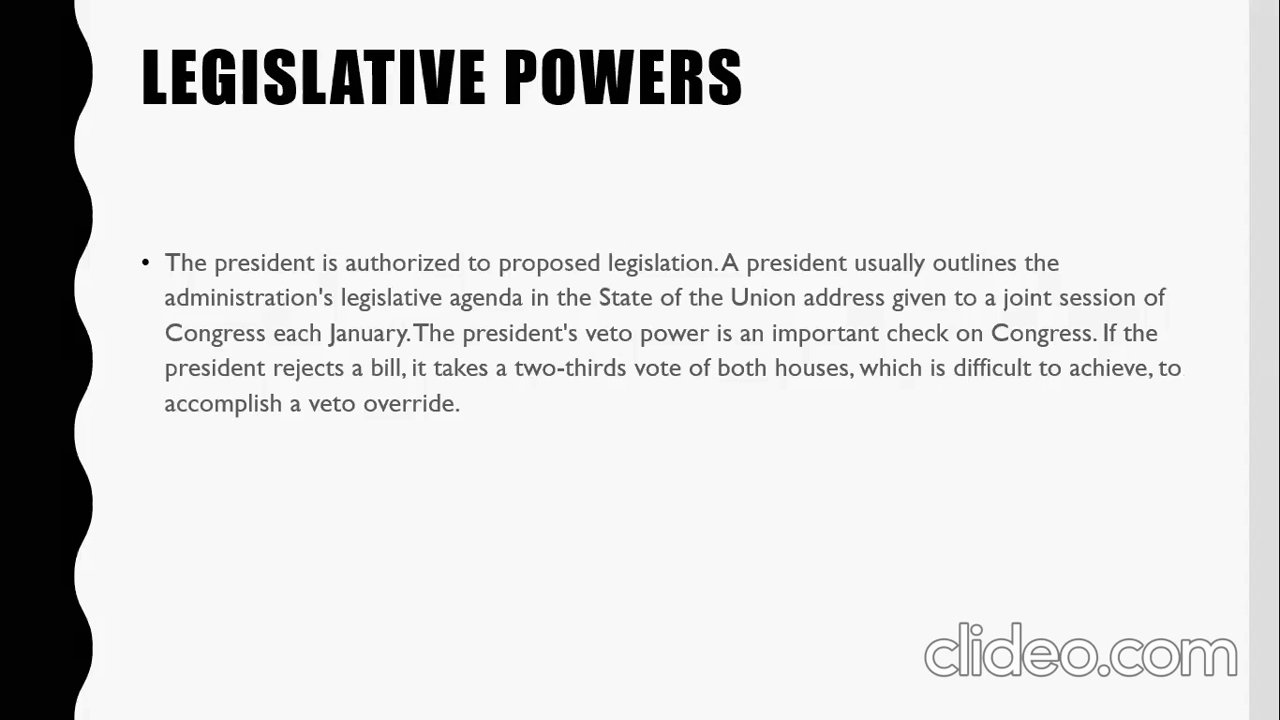 LEGISLATIVE POWERS
• The president is authorized to proposed legislation. A president usually outlines the
administration's legislative agenda in the State of the Union address given to a joint session of
Congress each January. The president's veto power is an important check on Congress. If the
president rejects a bill, it takes a two-thirds vote of both houses, which is difficult to achieve, to
accomplish a veto override.
clideo.com